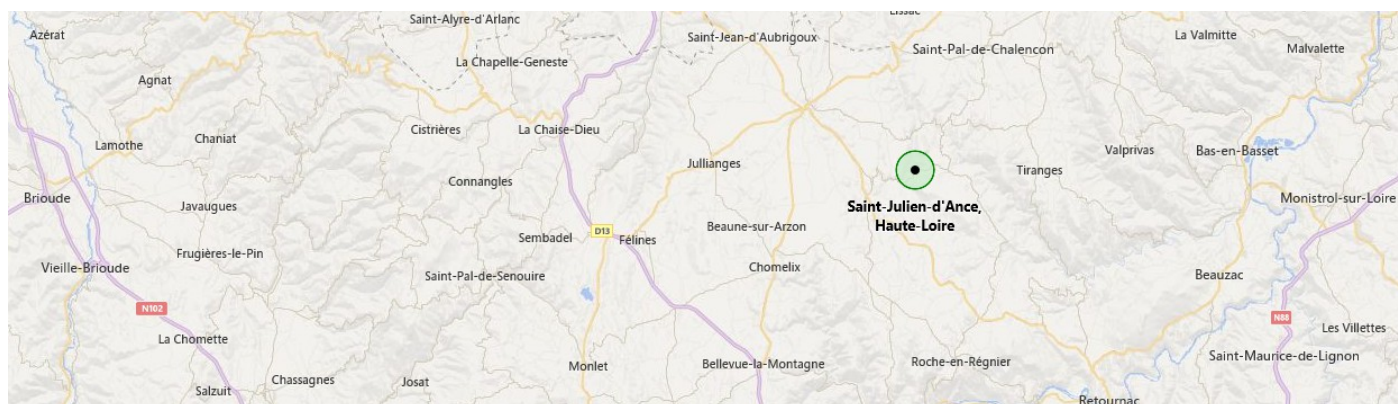 Lissac
Saint-Alyre-d'Arlanc
La Valmitte
Azérat
Saint-Jean-d'Aubrigoux
Saint-Pal-de-Chalencon
Malvalette
La Chapelle-Geneste
Agnat
Cistrières
La Chaise-Dieu
Chaniat
Lamothe
Valprivas
Bas-en-Basset
Jullianges
Tiranges
Connangles
Brioude
Monistrol-sur-Loire
Javaugues
Saint-Julien-d'Ance,
Haute-Loire
Beaune-sur-Arzon
D13
Sembadel
Félines
Frugières-le-Pin
Vieille-Brioude
Chomelix
Saint-Pal-de-Senouire
Beauzac
N102
N88
Les Villettes
La Chomette
Saint-Maurice-de-Lignon
Roche-en-Régnier
Bellevue-la-Montagne
Monlet
Chassagnes
Josat
Salzuit
Retournac